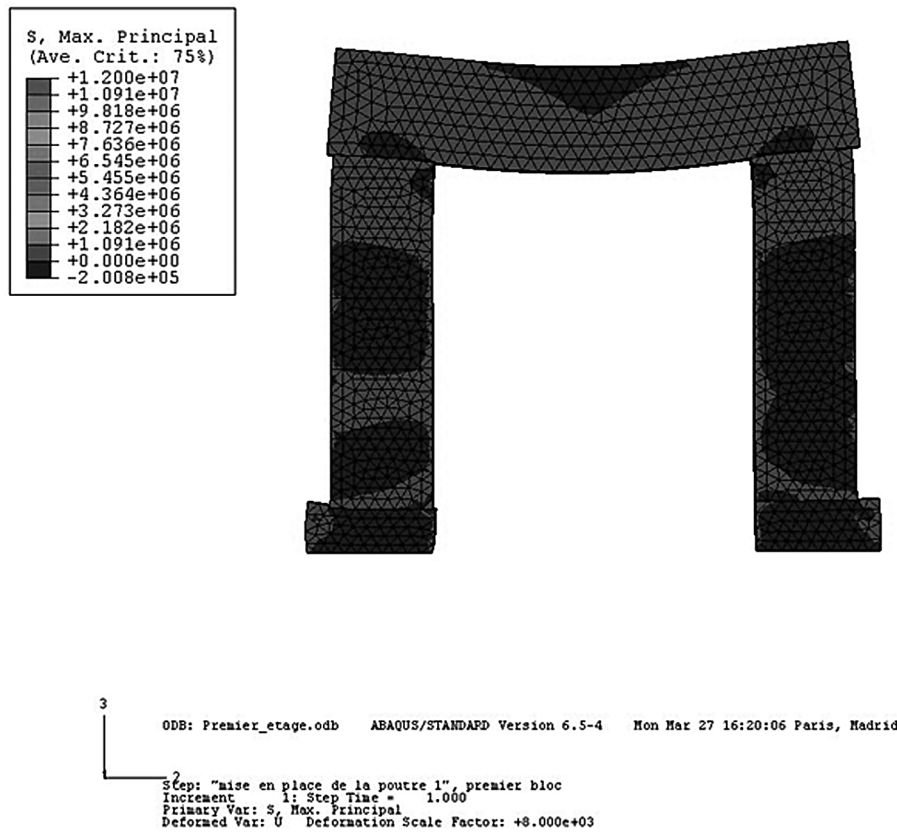 S, Max. Principal
(Ave. Crit.: 75%)
+1.200e+07
+1.091e+07
+9.818e+06
+8.727e+06
+7.636e+06
+6.545e+06
+5.455e+06
+4.364e+06
+3.273e+06
+2.182e+06
+1.091e+06
+0.000e+00
-2.008e+05
3
2
ODB: Premier_etage.odb ABAQUS/STANDARD Version 6.5-4 Mon Mar 27 16:20:06 Paris, Madrid
Step: "mise en place de la poutre 1", premier bloc
Increment 1: Step Time = 1.000
Primary Var: S, Max. Principal
Deformed Var: U Deformation Scale Factor: +8.000e+03